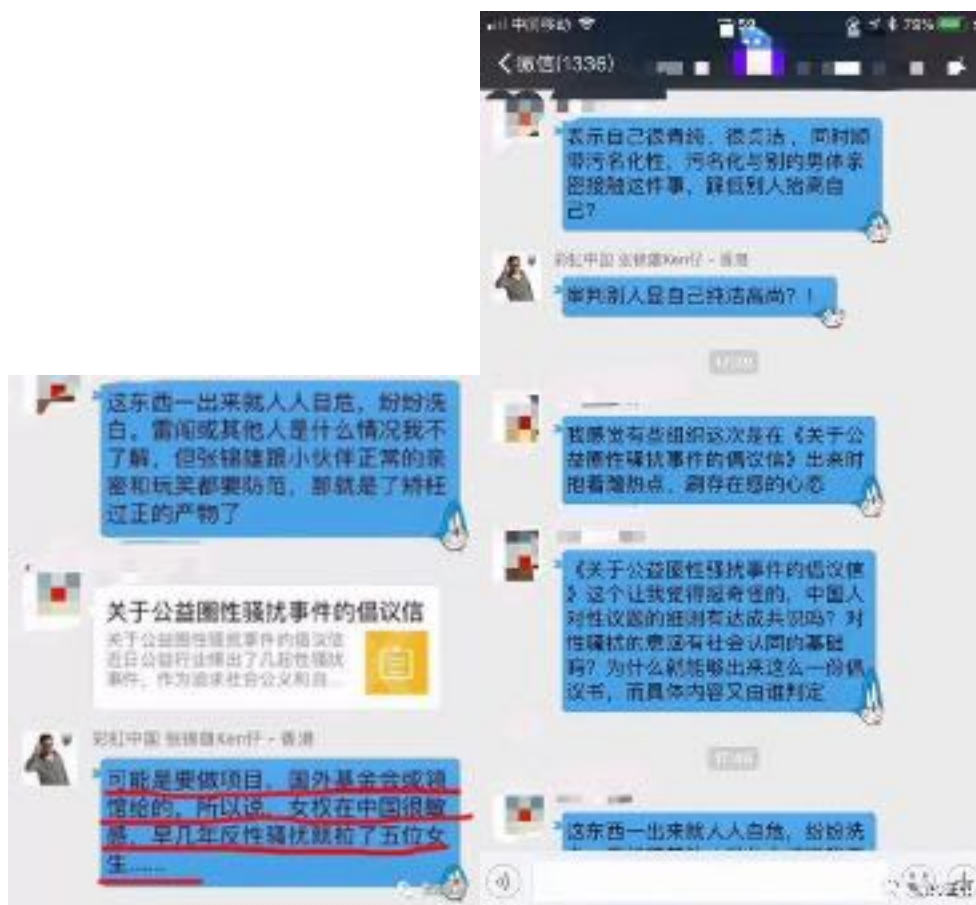 这东西一出来就人人自危，纷纷洗
白。雷闯或其他人是什么情况我不
了解，但张锦雄跟小伙伴正常的亲
密和玩笑都要防范，那就是了矫枉
过正的产物了
关于公益圈性骚扰事件的倡议信
关于公益圈性骚扰事件的倡议信
近日公益行业爆出了几起性骚扰
事件，作为追求社会公义和自...
彩虹中国 张锦雄Ken仔 - 香港
可能是要做项目，国外基金会或领
馆给的，所以说，女权在中国很敏
感，早几年反性骚扰就拉了五位女
生……
中国移动
79%
微信(1336)
表示自己很清纯、很贞洁，同时顺
带污名化性、污名化与别的男体亲
密接触这件事，踩低别人抬高自
己？
彩虹中国 张锦雄Ken仔 - 香港
审判别人显自己纯洁高尚？！
我感觉有些组织这次是在《关于公
益圈性骚扰事件的倡议信》出来时
抱着蹭热点、刷存在感的心态
《关于公益圈性骚扰事件的倡议信
》这个让我觉得挺奇怪的，中国人
对性议题的细则有达成共识吗？对
性骚扰的意涵有社会认同的基础
吗？为什么就能够出来这么一份倡
议书，而具体内容又由谁判定
这东西一出来就人人自危，纷纷洗